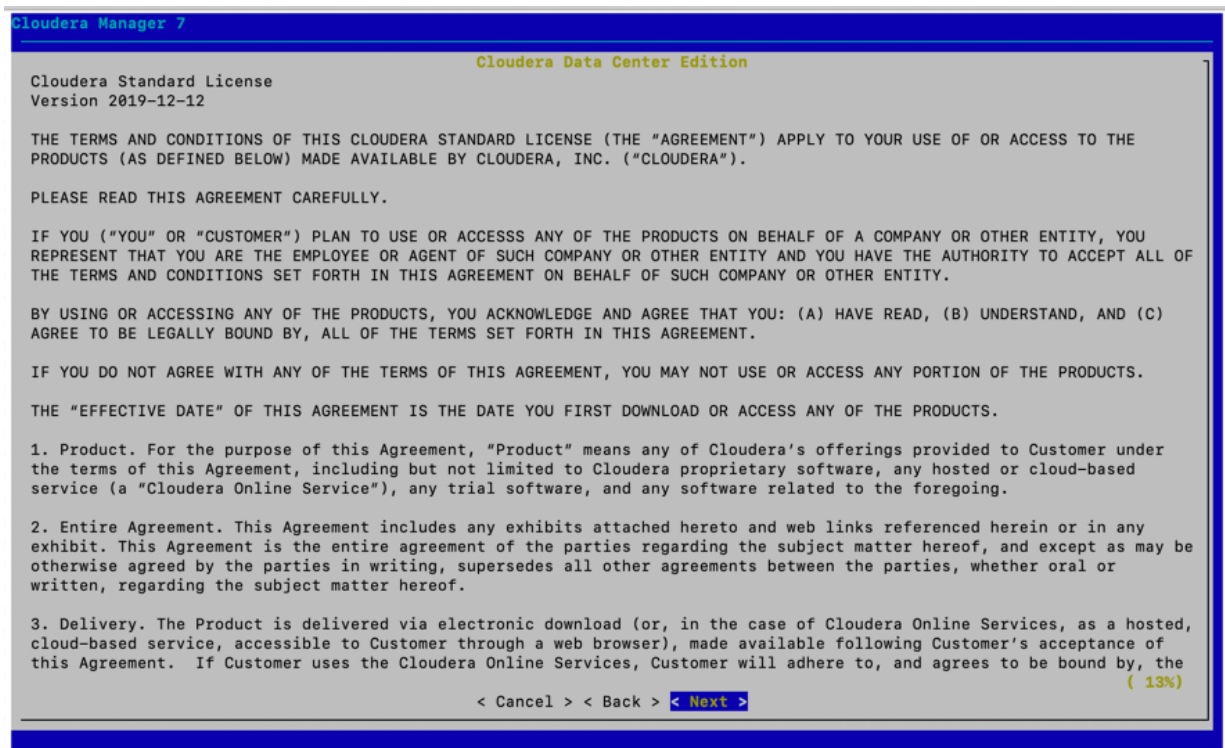 Cloudera Manager 7
Cloudera Data Center Edition
Cloudera Standard License
Version 2019-12-12
THE TERMS AND CONDITIONS OF THIS CLOUDERA STANDARD LICENSE (THE “AGREEMENT”) APPLY TO YOUR USE OF OR ACCESS TO THE
PRODUCTS (AS DEFINED BELOW) MADE AVAILABLE BY CLOUDERA, INC. (“CLOUDERA”).
PLEASE READ THIS AGREEMENT CAREFULLY.
IF YOU (“YOU” OR “CUSTOMER”) PLAN TO USE OR ACCESSS ANY OF THE PRODUCTS ON BEHALF OF A COMPANY OR OTHER ENTITY, YOU
REPRESENT THAT YOU ARE THE EMPLOYEE OR AGENT OF SUCH COMPANY OR OTHER ENTITY AND YOU HAVE THE AUTHORITY TO ACCEPT ALL OF
THE TERMS AND CONDITIONS SET FORTH IN THIS AGREEMENT ON BEHALF OF SUCH COMPANY OR OTHER ENTITY.
BY USING OR ACCESSING ANY OF THE PRODUCTS, YOU ACKNOWLEDGE AND AGREE THAT YOU: (A) HAVE READ, (B) UNDERSTAND, AND (C)
AGREE TO BE LEGALLY BOUND BY, ALL OF THE TERMS SET FORTH IN THIS AGREEMENT.
IF YOU DO NOT AGREE WITH ANY OF THE TERMS OF THIS AGREEMENT, YOU MAY NOT USE OR ACCESS ANY PORTION OF THE PRODUCTS.
THE “EFFECTIVE DATE” OF THIS AGREEMENT IS THE DATE YOU FIRST DOWNLOAD OR ACCESS ANY OF THE PRODUCTS.
1. Product. For the purpose of this Agreement, “Product” means any of Cloudera’s offerings provided to Customer under
the terms of this Agreement, including but not limited to Cloudera proprietary software, any hosted or cloud-based
service (a “Cloudera Online Service”), any trial software, and any software related to the foregoing.
2. Entire Agreement. This Agreement includes any exhibits attached hereto and web links referenced herein or in any
exhibit. This Agreement is the entire agreement of the parties regarding the subject matter hereof, and except as may be
otherwise agreed by the parties in writing, supersedes all other agreements between the parties, whether oral or
written, regarding the subject matter hereof.
3. Delivery. The Product is delivered via electronic download (or, in the case of Cloudera Online Services, as a hosted,
cloud-based service, accessible to Customer through a web browser), made available following Customer’s acceptance of
this Agreement.  If Customer uses the Cloudera Online Services, Customer will adhere to, and agrees to be bound by, the
( 13%)
< Cancel > < Back > < Next >